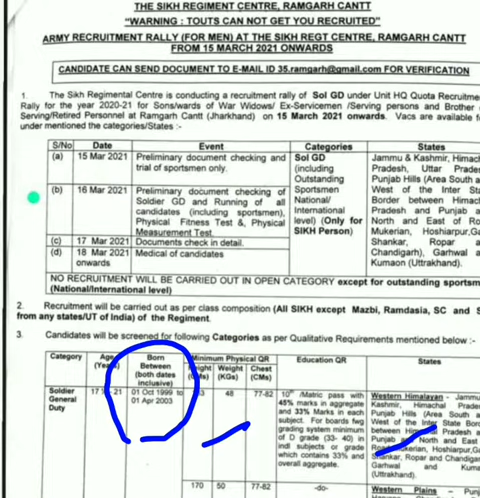 THE SIKH REGIMENT CENTRE, RAMGARH CANTT
"WARNING : TOUTS CAN NOT GET YOU RECRUITED"
ARMY RECRUITMENT RALLY (FOR MEN) AT THE SIKH REGT CENTRE, RAMGARH CANTT
FROM 15 MARCH 2021 ONWARDS
CANDIDATE CAN SEND DOCUMENT TO E-MAIL ID 35.ramgarh@gmail.com FOR VERIFICATION
1. The Sikh Regimental Centre is conducting a recruitment rally of Sol GD under Unit HQ Quota Recruitmen
Rally for the year 2020-21 for Sons/wards of War Widows/ Ex-Servicemen /Serving persons and Brother
Serving/Retired Personnel at Ramgarh Cantt (Jharkhand) on 15 March 2021 onwards. Vacs are available f
under mentioned the categories/States :-
S/No Date Event Categories States
(a) 15 Mar 2021 Preliminary document checking and
trial of sportsmen only.
(b) 16 Mar 2021 Preliminary document checking of
Soldier GD and Running of all
candidates (including sportsmen),
Physical Fitness Test &, Physical
Measurement Test.
(c) 17 Mar 2021 Documents check in detail.
(d) 18 Mar 2021 Medical of candidates
onwards
Sol GD
(including
Outstanding
Sportsmen
National/
International
level) (Only for
SIKH Person)
Jammu & Kashmir, Himac
Pradesh, Uttar Prades
Punjab Hills (Area South
West of the Inter St
Border between Himac
Pradesh and Punjab a
North and East of Ro
Mukerian, Hoshiarpur,Ga
Shankar, Ropar a
Chandigarh), Garhwal a
Kumaon (Uttrakhand).
NO RECRUITMENT WILL BE CARRIED OUT IN OPEN CATEGORY except for outstanding sportsm
(National/International level)
2. Recruitment will be carried out as per class composition (All SIKH except Mazbi, Ramdasia, SC and S
from any states/UT of India) of the Regiment.
3. Candidates will be screened for following Categories as per Qualitative Requirements mentioned below :-
Category Born Between (both dates inclusive) Minimum Physical QR Education QR States
(CMs) Weight (KGs) Chest (CMs)
Soldier
General
Duty
01 Oct 1999 to
01 Apr 2003
48 77-82
10th /Matric pass with
45% marks in aggregate
and 33% Marks in each
subject. For boards fwg
grading system minimum
of D grade (33- 40) in
indl subjects or grade
which contains 33% and
overall aggregate.
Western Himalayan - Jammu
Kashmir, Himachal Prades
Punjab Hills (Area South a
West of the Inter State Bord
between Pradesh a
Punjab North and East
Mukerian, Hoshiarpur,G
Shankar, Ropar and Chandiga
Garhwal and Kuma
(Uttrakhand).
170 50 77-82 -do- Western Plains - Punja